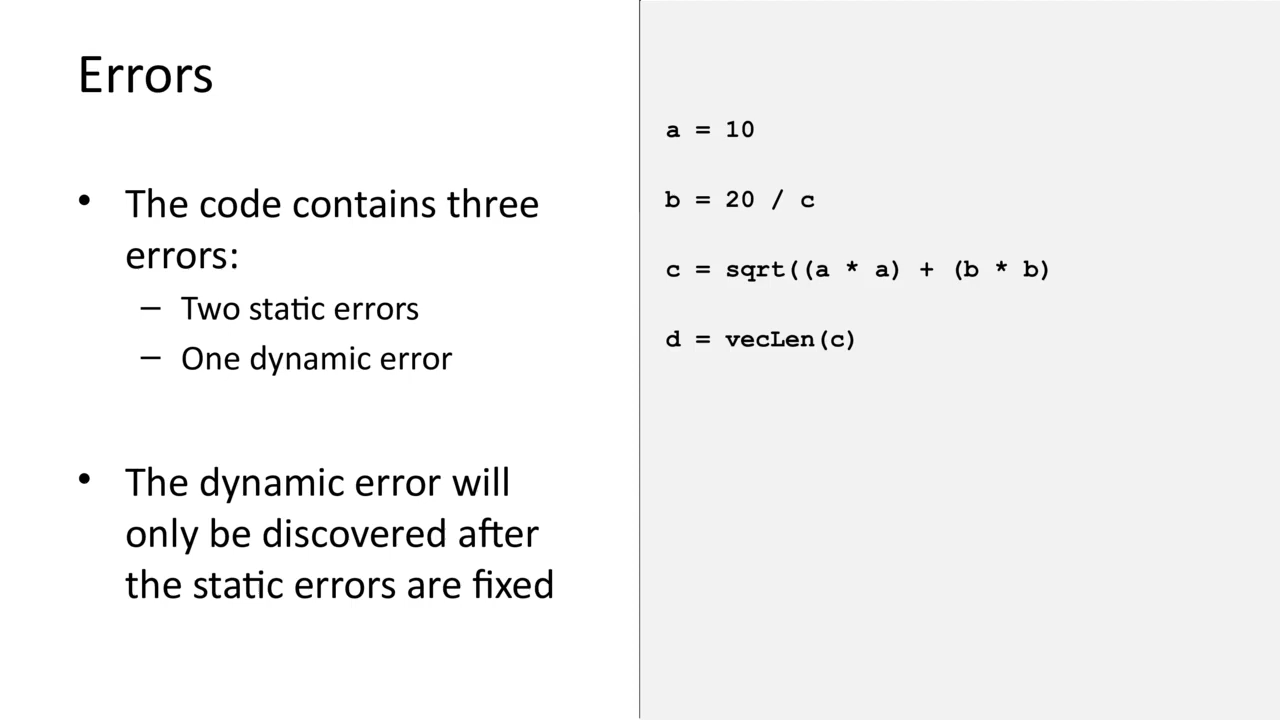 Errors
• The code contains three
errors:
– Two static errors
– One dynamic error
• The dynamic error will
only be discovered after
the static errors are fixed
a = 10
b = 20 / c
c = sqrt((a * a) + (b * b)
d = vecLen(c)